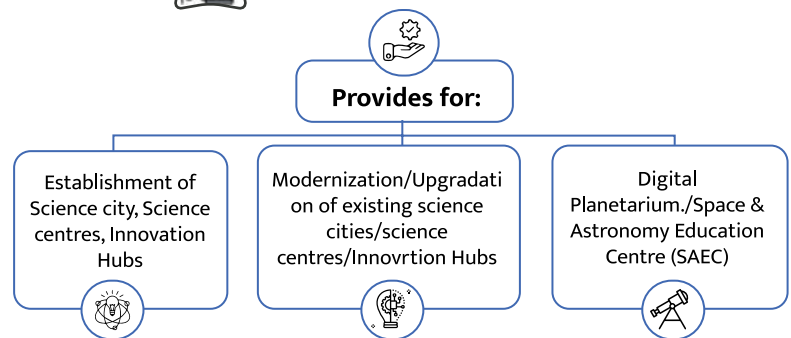 Provides for:
Establishment of
Science city, Science
centres, Innovation
Hubs
Modernization/Upgradati
on of existing science
cities/science
centres/Innovrtion Hubs
Digital
Planetarium./Space &
Astronomy Education
Centre (SAEC)